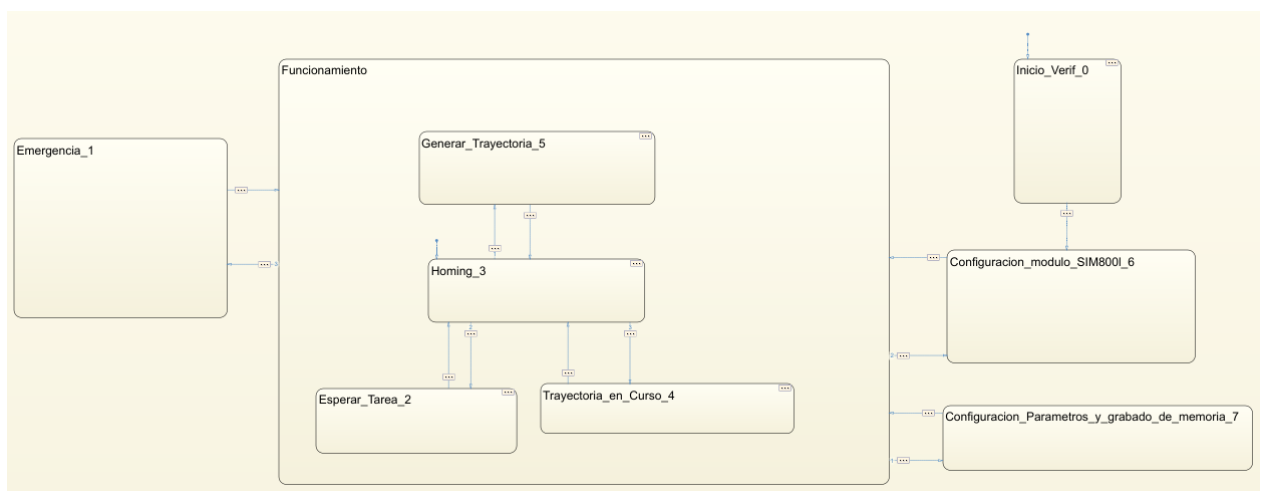 Funcionamiento
Inicio_Verif_0
Emergencia_1
Generar_Trayectoria_5
Homing_3
Configuracion_modulo_SIM800l_6
Esperar_Tarea_2
Trayectoria_en_Curso_4
Configuracion_Parametros_y_grabado_de_memoria_7